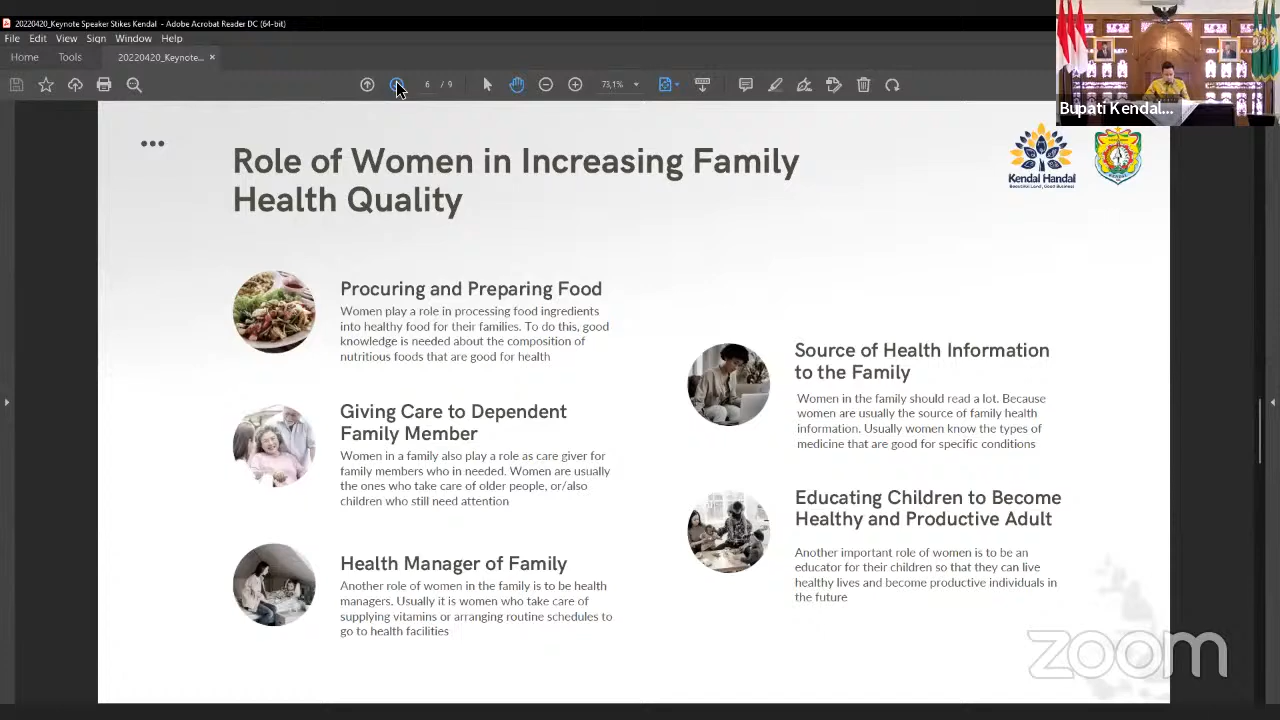 20220420_Keynote Speaker Stikes Kendal - Adobe Acrobat Reader DC (64-bit)
File Edit View Sign Window Help
Home Tools 20220420_Keynote... ×
6 / 9 73,1%
Bupati Kendal...
Role of Women in Increasing Family
Health Quality
Kendal Handal
Beautiful Land, Good Business
Procuring and Preparing Food
Women play a role in processing food ingredients
into healthy food for their families. To do this, good
knowledge is needed about the composition of
nutritious foods that are good for health
Giving Care to Dependent
Family Member
Women in a family also play a role as care giver for
family members who in needed. Women are usually
the ones who take care of older people, or/also
children who still need attention
Health Manager of Family
Another role of women in the family is to be health
managers. Usually it is women who take care of
supplying vitamins or arranging routine schedules to
go to health facilities
Source of Health Information
to the Family
Women in the family should read a lot. Because
women are usually the source of family health
information. Usually women know the types of
medicine that are good for specific conditions
Educating Children to Become
Healthy and Productive Adult
Another important role of women is to be an
educator for their children so that they can live
healthy lives and become productive individuals in
the future
zoom